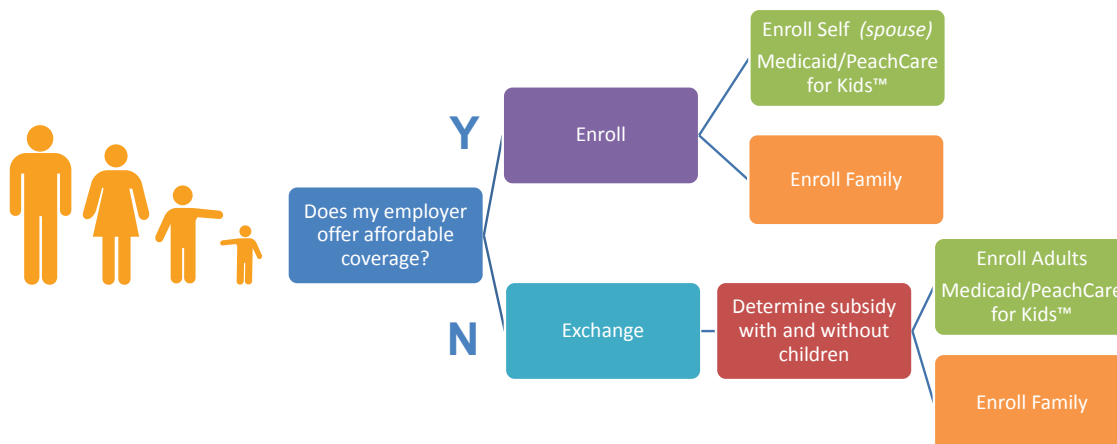 Does my employer
offer affordable
coverage?
Y
Enroll
Enroll Self (spouse)
Medicaid/PeachCare
for Kids™
Enroll Family
N
Exchange
Determine subsidy
with and without
children
Enroll Adults
Medicaid/PeachCare
for Kids™
Enroll Family